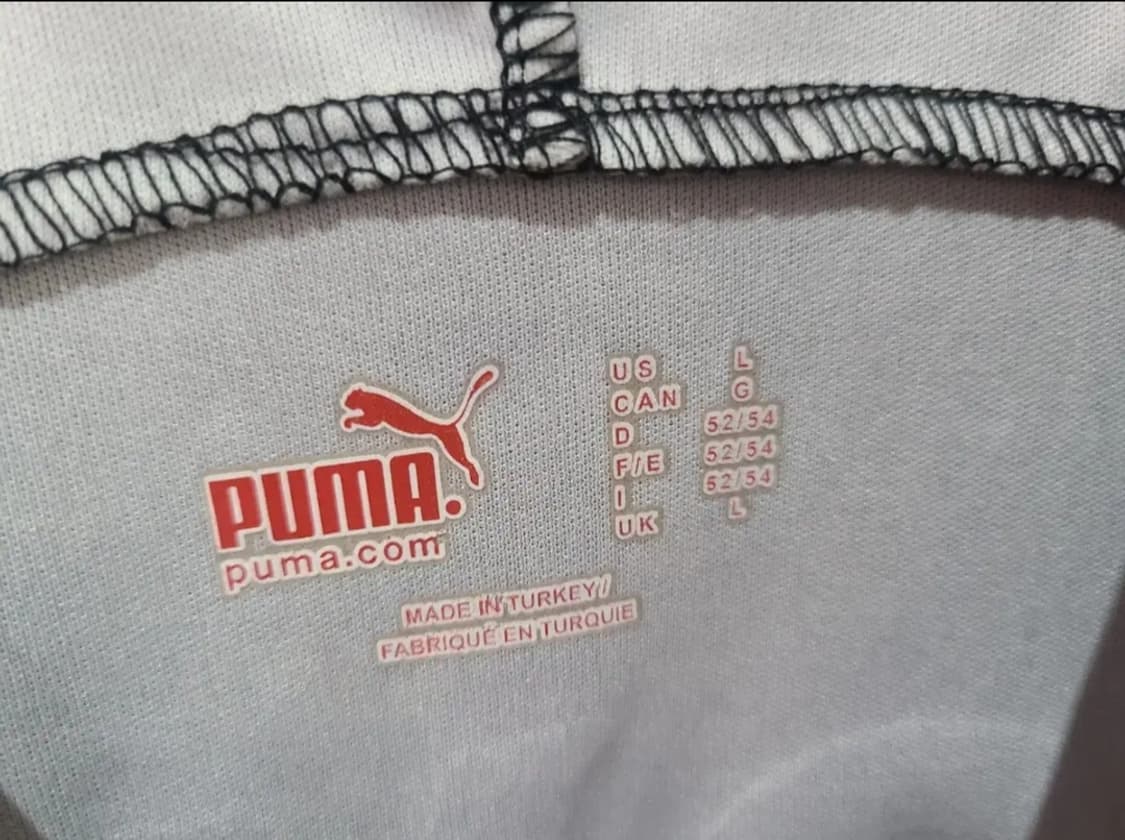 PUMA.
puma.com
US L
CAN G
D 52/54
F/E 52/54
I 52/54
UK L
MADE IN TURKEY /
FABRIQUÉ EN TURQUIE